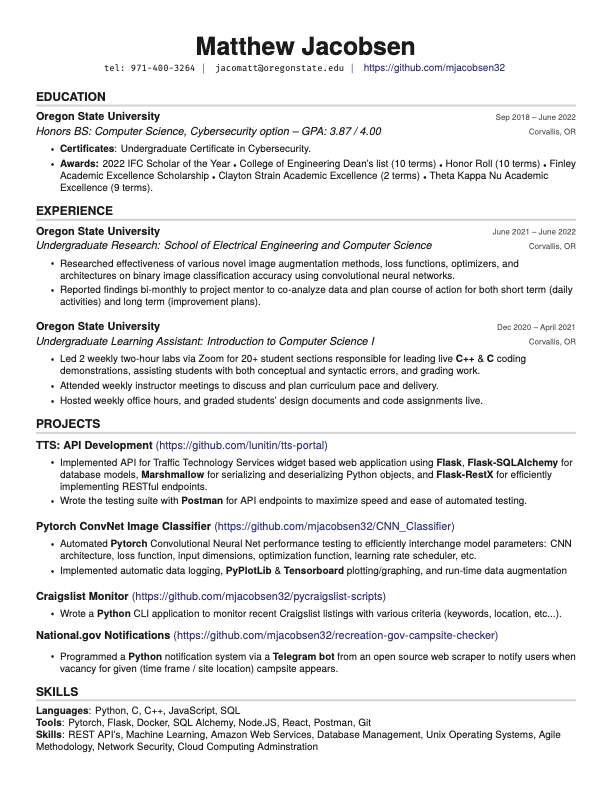 Matthew Jacobsen
tel: 971-400-3264 | jacomatt@oregonstate.edu | https://github.com/mjacobsen32
EDUCATION
Oregon State University Sep 2018 – June 2022
Honors BS: Computer Science, Cybersecurity option – GPA: 3.87 / 4.00 Corvallis, OR
• Certificates: Undergraduate Certificate in Cybersecurity.
• Awards: 2022 IFC Scholar of the Year • College of Engineering Dean's list (10 terms) • Honor Roll (10 terms) • Finley
Academic Excellence Scholarship • Clayton Strain Academic Excellence (2 terms) • Theta Kappa Nu Academic
Excellence (9 terms).
EXPERIENCE
Oregon State University June 2021 – June 2022
Undergraduate Research: School of Electrical Engineering and Computer Science Corvallis, OR
• Researched effectiveness of various novel image augmentation methods, loss functions, optimizers, and
architectures on binary image classification accuracy using convolutional neural networks.
• Reported findings bi-monthly to project mentor to co-analyze data and plan course of action for both short term (daily
activities) and long term (improvement plans).
Oregon State University Dec 2020 – April 2021
Undergraduate Learning Assistant: Introduction to Computer Science I Corvallis, OR
• Led 2 weekly two-hour labs via Zoom for 20+ student sections responsible for leading live C++ & C coding
demonstrations, assisting students with both conceptual and syntactic errors, and grading work.
• Attended weekly instructor meetings to discuss and plan curriculum pace and delivery.
• Hosted weekly office hours, and graded students' design documents and code assignments live.
PROJECTS
TTS: API Development (https://github.com/lunitin/tts-portal)
• Implemented API for Traffic Technology Services widget based web application using Flask, Flask-SQLAlchemy for
database models, Marshmallow for serializing and deserializing Python objects, and Flask-RestX for efficiently
implementing RESTful endpoints.
• Wrote the testing suite with Postman for API endpoints to maximize speed and ease of automated testing.
Pytorch ConvNet Image Classifier (https://github.com/mjacobsen32/CNN_Classifier)
• Automated Pytorch Convolutional Neural Net performance testing to efficiently interchange model parameters: CNN
architecture, loss function, input dimensions, optimization function, learning rate scheduler, etc.
• Implemented automatic data logging, PyPlotLib & Tensorboard plotting/graphing, and run-time data augmentation
Craigslist Monitor (https://github.com/mjacobsen32/pycraigslist-scripts)
• Wrote a Python CLI application to monitor recent Craigslist listings with various criteria (keywords, location, etc...).
National.gov Notifications (https://github.com/mjacobsen32/recreation-gov-campsite-checker)
• Programmed a Python notification system via a Telegram bot from an open source web scraper to notify users when
vacancy for given (time frame / site location) campsite appears.
SKILLS
Languages: Python, C, C++, JavaScript, SQL
Tools: Pytorch, Flask, Docker, SQL Alchemy, Node.JS, React, Postman, Git
Skills: REST API's, Machine Learning, Amazon Web Services, Database Management, Unix Operating Systems, Agile
Methodology, Network Security, Cloud Computing Adminstration